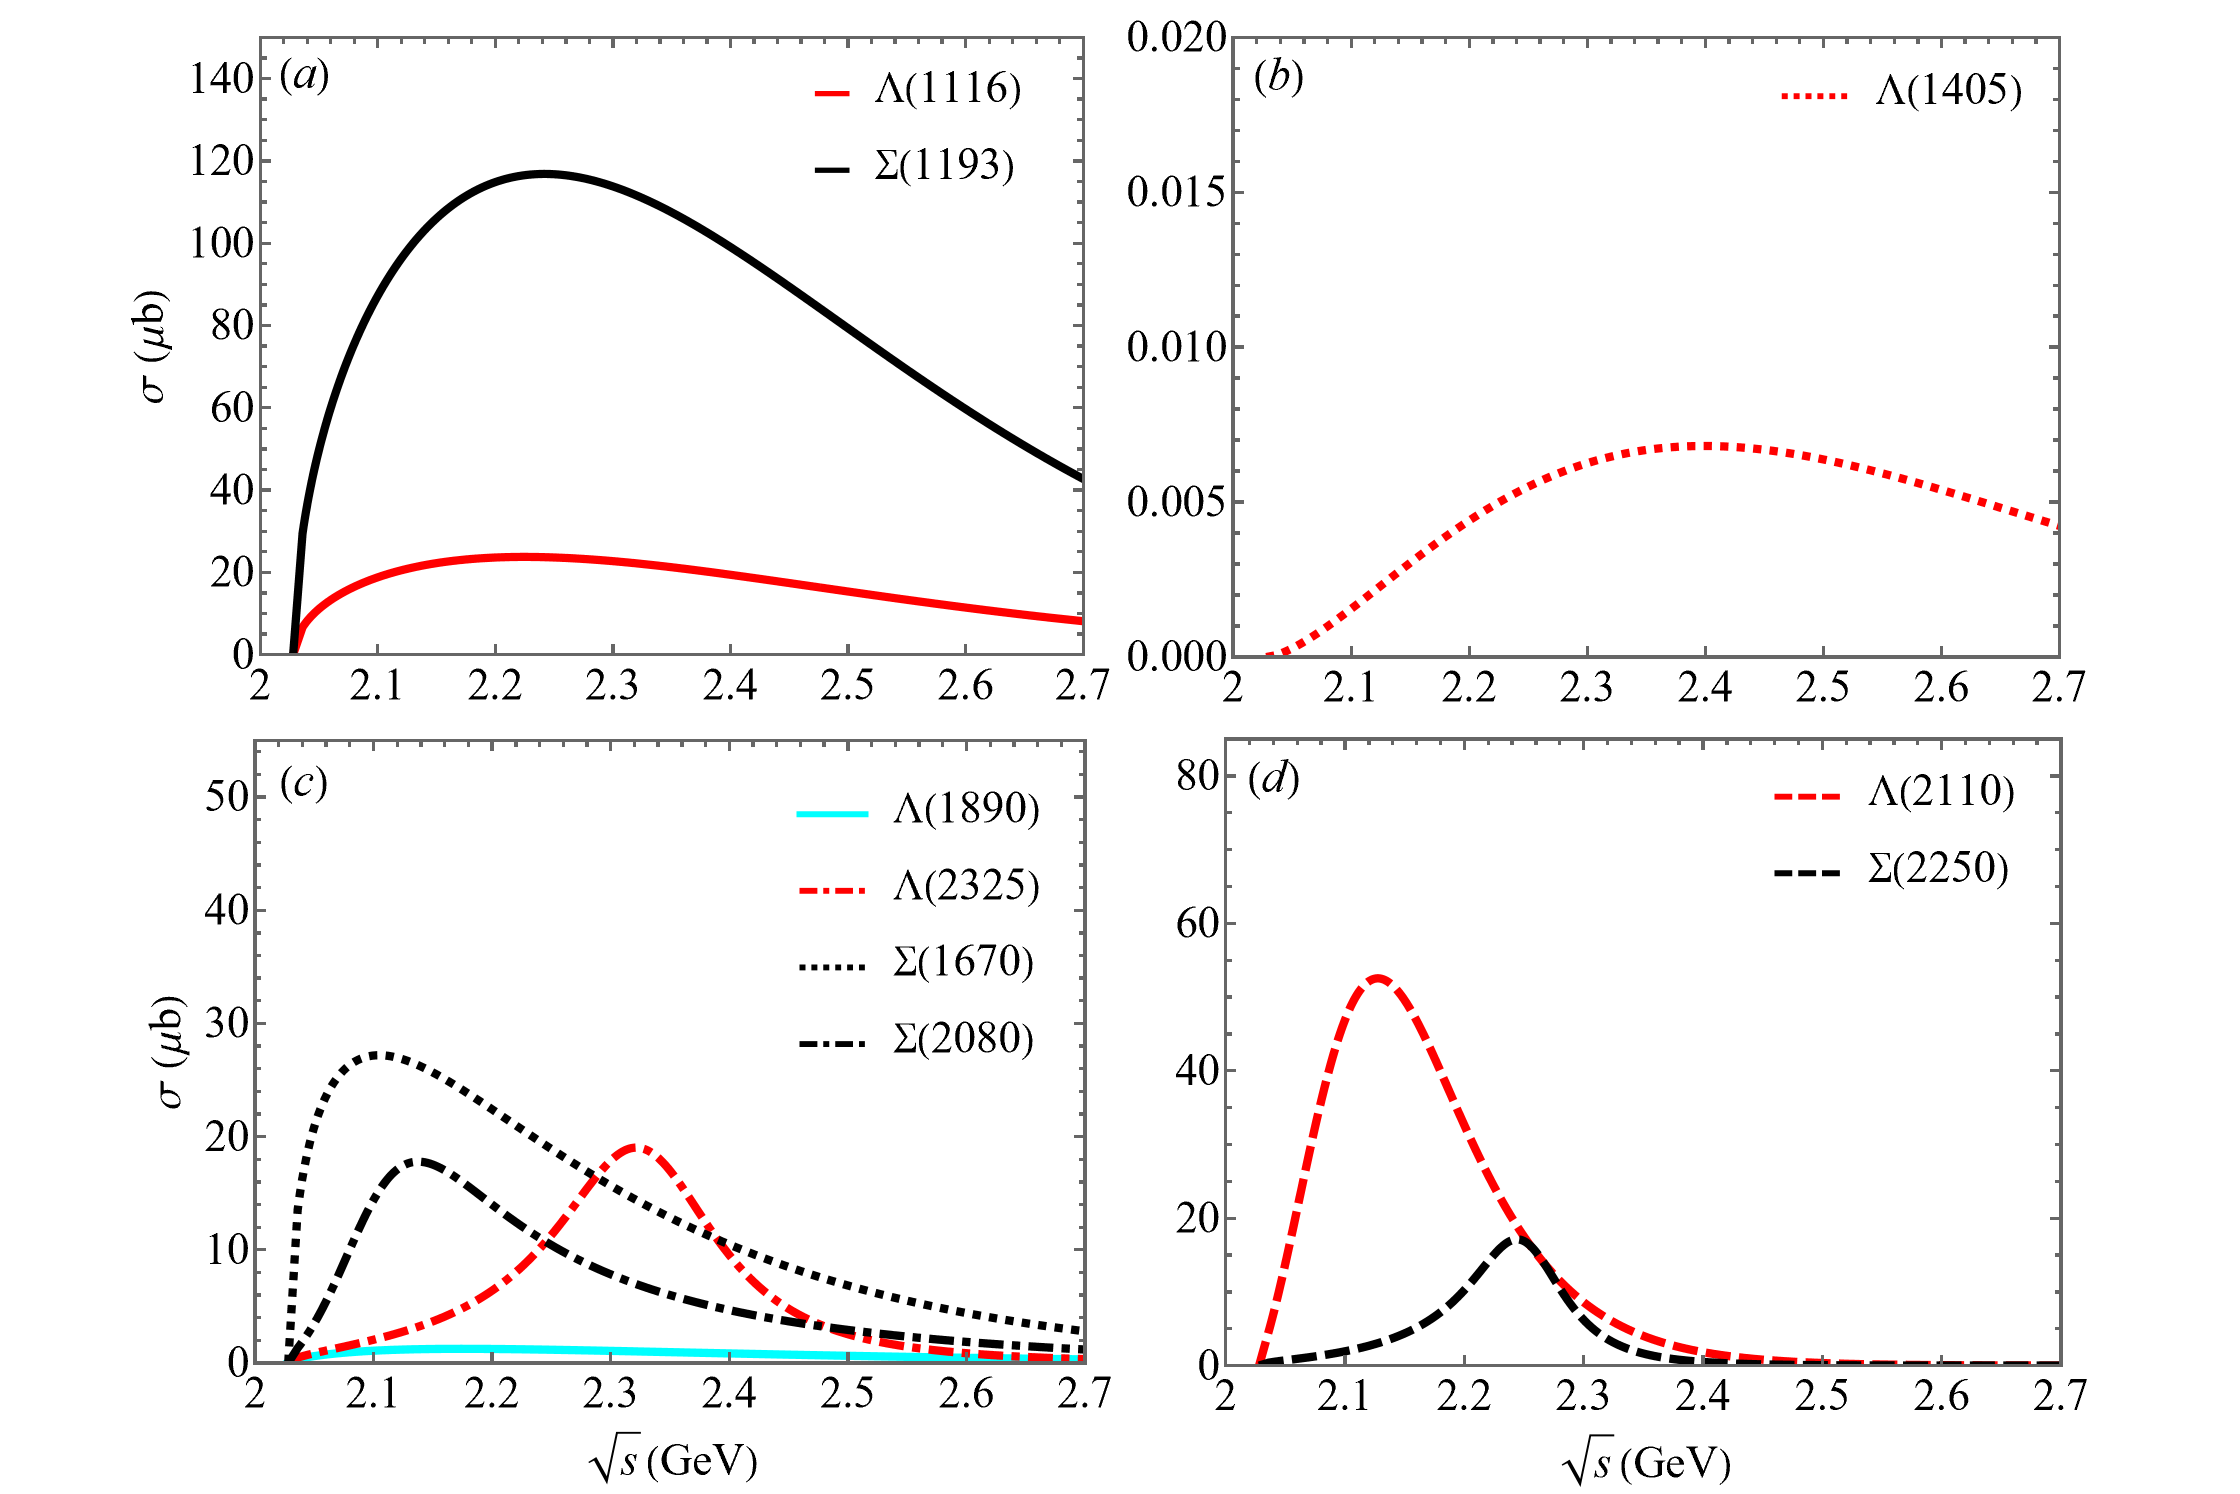 (a)
Λ(1116)
Σ(1193)
σ (μb)
140
120
100
80
60
40
20
0
2 2.1 2.2 2.3 2.4 2.5 2.6 2.7
(b)
Λ(1405)
0.020
0.015
0.010
0.005
0.000
2 2.1 2.2 2.3 2.4 2.5 2.6 2.7
(c)
Λ(1890)
Λ(2325)
Σ(1670)
Σ(2080)
σ (μb)
50
40
30
20
10
0
2 2.1 2.2 2.3 2.4 2.5 2.6 2.7
√s (GeV)
(d)
Λ(2110)
Σ(2250)
80
60
40
20
0
2 2.1 2.2 2.3 2.4 2.5 2.6 2.7
√s (GeV)